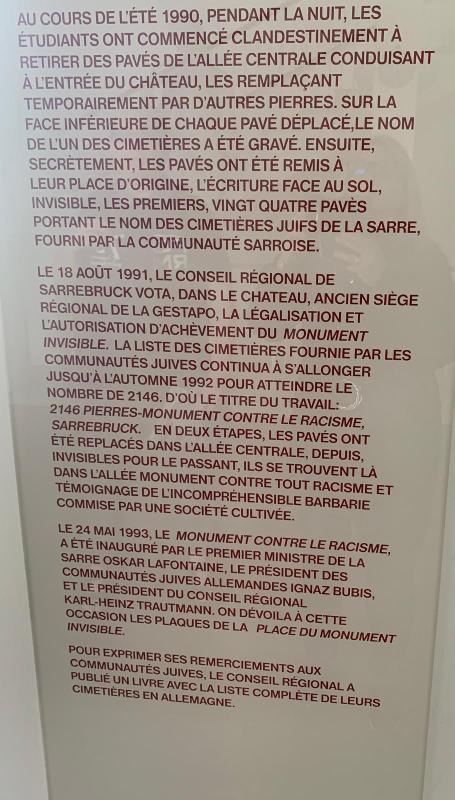 AU COURS DE L'ÉTÉ 1990, PENDANT LA NUIT, LES
ÉTUDIANTS ONT COMMENCÉ CLANDESTINEMENT À
RETIRER DES PAVÉS DE L'ALLÉE CENTRALE CONDUISANT
À L'ENTRÉE DU CHÂTEAU, LES REMPLAÇANT
TEMPORAIREMENT PAR D'AUTRES PIERRES. SUR LA
FACE INFÉRIEURE DE CHAQUE PAVÉ DÉPLACÉ,LE NOM
DE L'UN DES CIMETIÈRES A ÉTÉ GRAVÉ. ENSUITE,
SECRÈTEMENT, LES PAVÉS ONT ÉTÉ REMIS À
LEUR PLACE D'ORIGINE, L'ÉCRITURE FACE AU SOL,
INVISIBLE, LES PREMIERS, VINGT QUATRE PAVÈS
PORTANT LE NOM DES CIMETIÈRES JUIFS DE LA SARRE,
FOURNI PAR LA COMMUNAUTÉ SARROISE.
LE 18 AOÛT 1991, LE CONSEIL RÉGIONAL DE
SARREBRUCK VOTA, DANS LE CHATEAU, ANCIEN SIÈGE
RÉGIONAL DE LA GESTAPO, LA LÉGALISATION ET
L'AUTORISATION D'ACHÈVEMENT DU MONUMENT
INVISIBLE. LA LISTE DES CIMETIÈRES FOURNIE PAR LES
COMMUNAUTÉS JUIVES CONTINUA À S'ALLONGER
JUSQU'À L'AUTOMNE 1992 POUR ATTEINDRE LE
NOMBRE DE 2146. D'OÙ LE TITRE DU TRAVAIL:
2146 PIERRES-MONUMENT CONTRE LE RACISME,
SARREBRUCK. EN DEUX ÉTAPES, LES PAVÉS ONT
ÉTÉ REPLACÉS DANS L'ALLÉE CENTRALE, DEPUIS,
INVISIBLES POUR LE PASSANT, ILS SE TROUVENT LÀ
DANS L'ALLÉE MONUMENT CONTRE TOUT RACISME ET
TÉMOIGNAGE DE L'INCOMPRÉHENSIBLE BARBARIE
COMMISE PAR UNE SOCIÉTÉ CULTIVÉE.
LE 24 MAI 1993, LE MONUMENT CONTRE LE RACISME,
A ÉTÉ INAUGURÉ PAR LE PREMIER MINISTRE DE LA
SARRE OSKAR LAFONTAINE, LE PRÉSIDENT DES
COMMUNAUTÉS JUIVES ALLEMANDES IGNAZ BUBIS,
ET LE PRÉSIDENT DU CONSEIL RÉGIONAL
KARL-HEINZ TRAUTMANN. ON DÉVOILA À CETTE
OCCASION LES PLAQUES DE LA PLACE DU MONUMENT
INVISIBLE.
POUR EXPRIMER SES REMERCIEMENTS AUX
COMMUNAUTÉS JUIVES, LE CONSEIL RÉGIONAL A
PUBLIÉ UN LIVRE AVEC LA LISTE COMPLÈTE DE LEURS
CIMETIÈRES EN ALLEMAGNE.